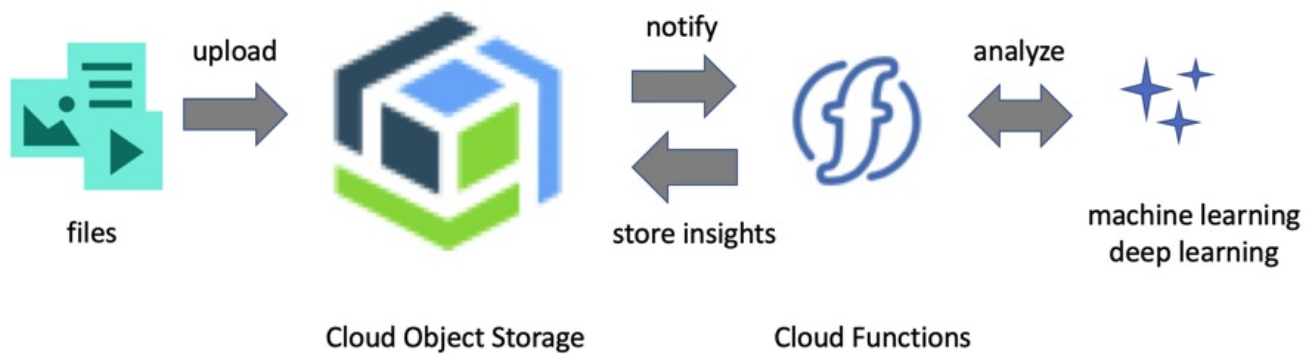 upload
notify
analyze
files
store insights
machine learning
deep learning
Cloud Object Storage
Cloud Functions